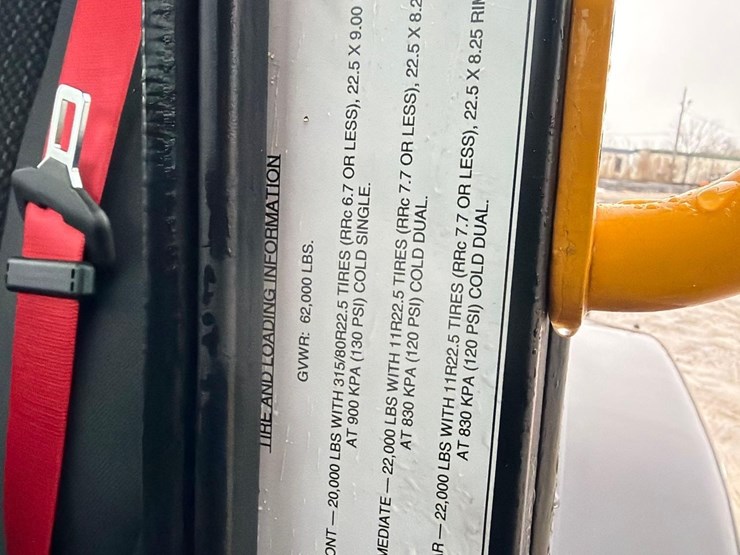 TIRE AND LOADING INFORMATION
GVWR: 62,000 LBS.
ONT — 20,000 LBS WITH 315/80R22.5 TIRES (RRc 6.7 OR LESS), 22.5 X 9.00
AT 900 KPA (130 PSI) COLD SINGLE.
MEDIATE — 22,000 LBS WITH 11R22.5 TIRES (RRc 7.7 OR LESS), 22.5 X 8.2
AT 830 KPA (120 PSI) COLD DUAL.
R — 22,000 LBS WITH 11R22.5 TIRES (RRc 7.7 OR LESS), 22.5 X 8.25 RIM
AT 830 KPA (120 PSI) COLD DUAL.